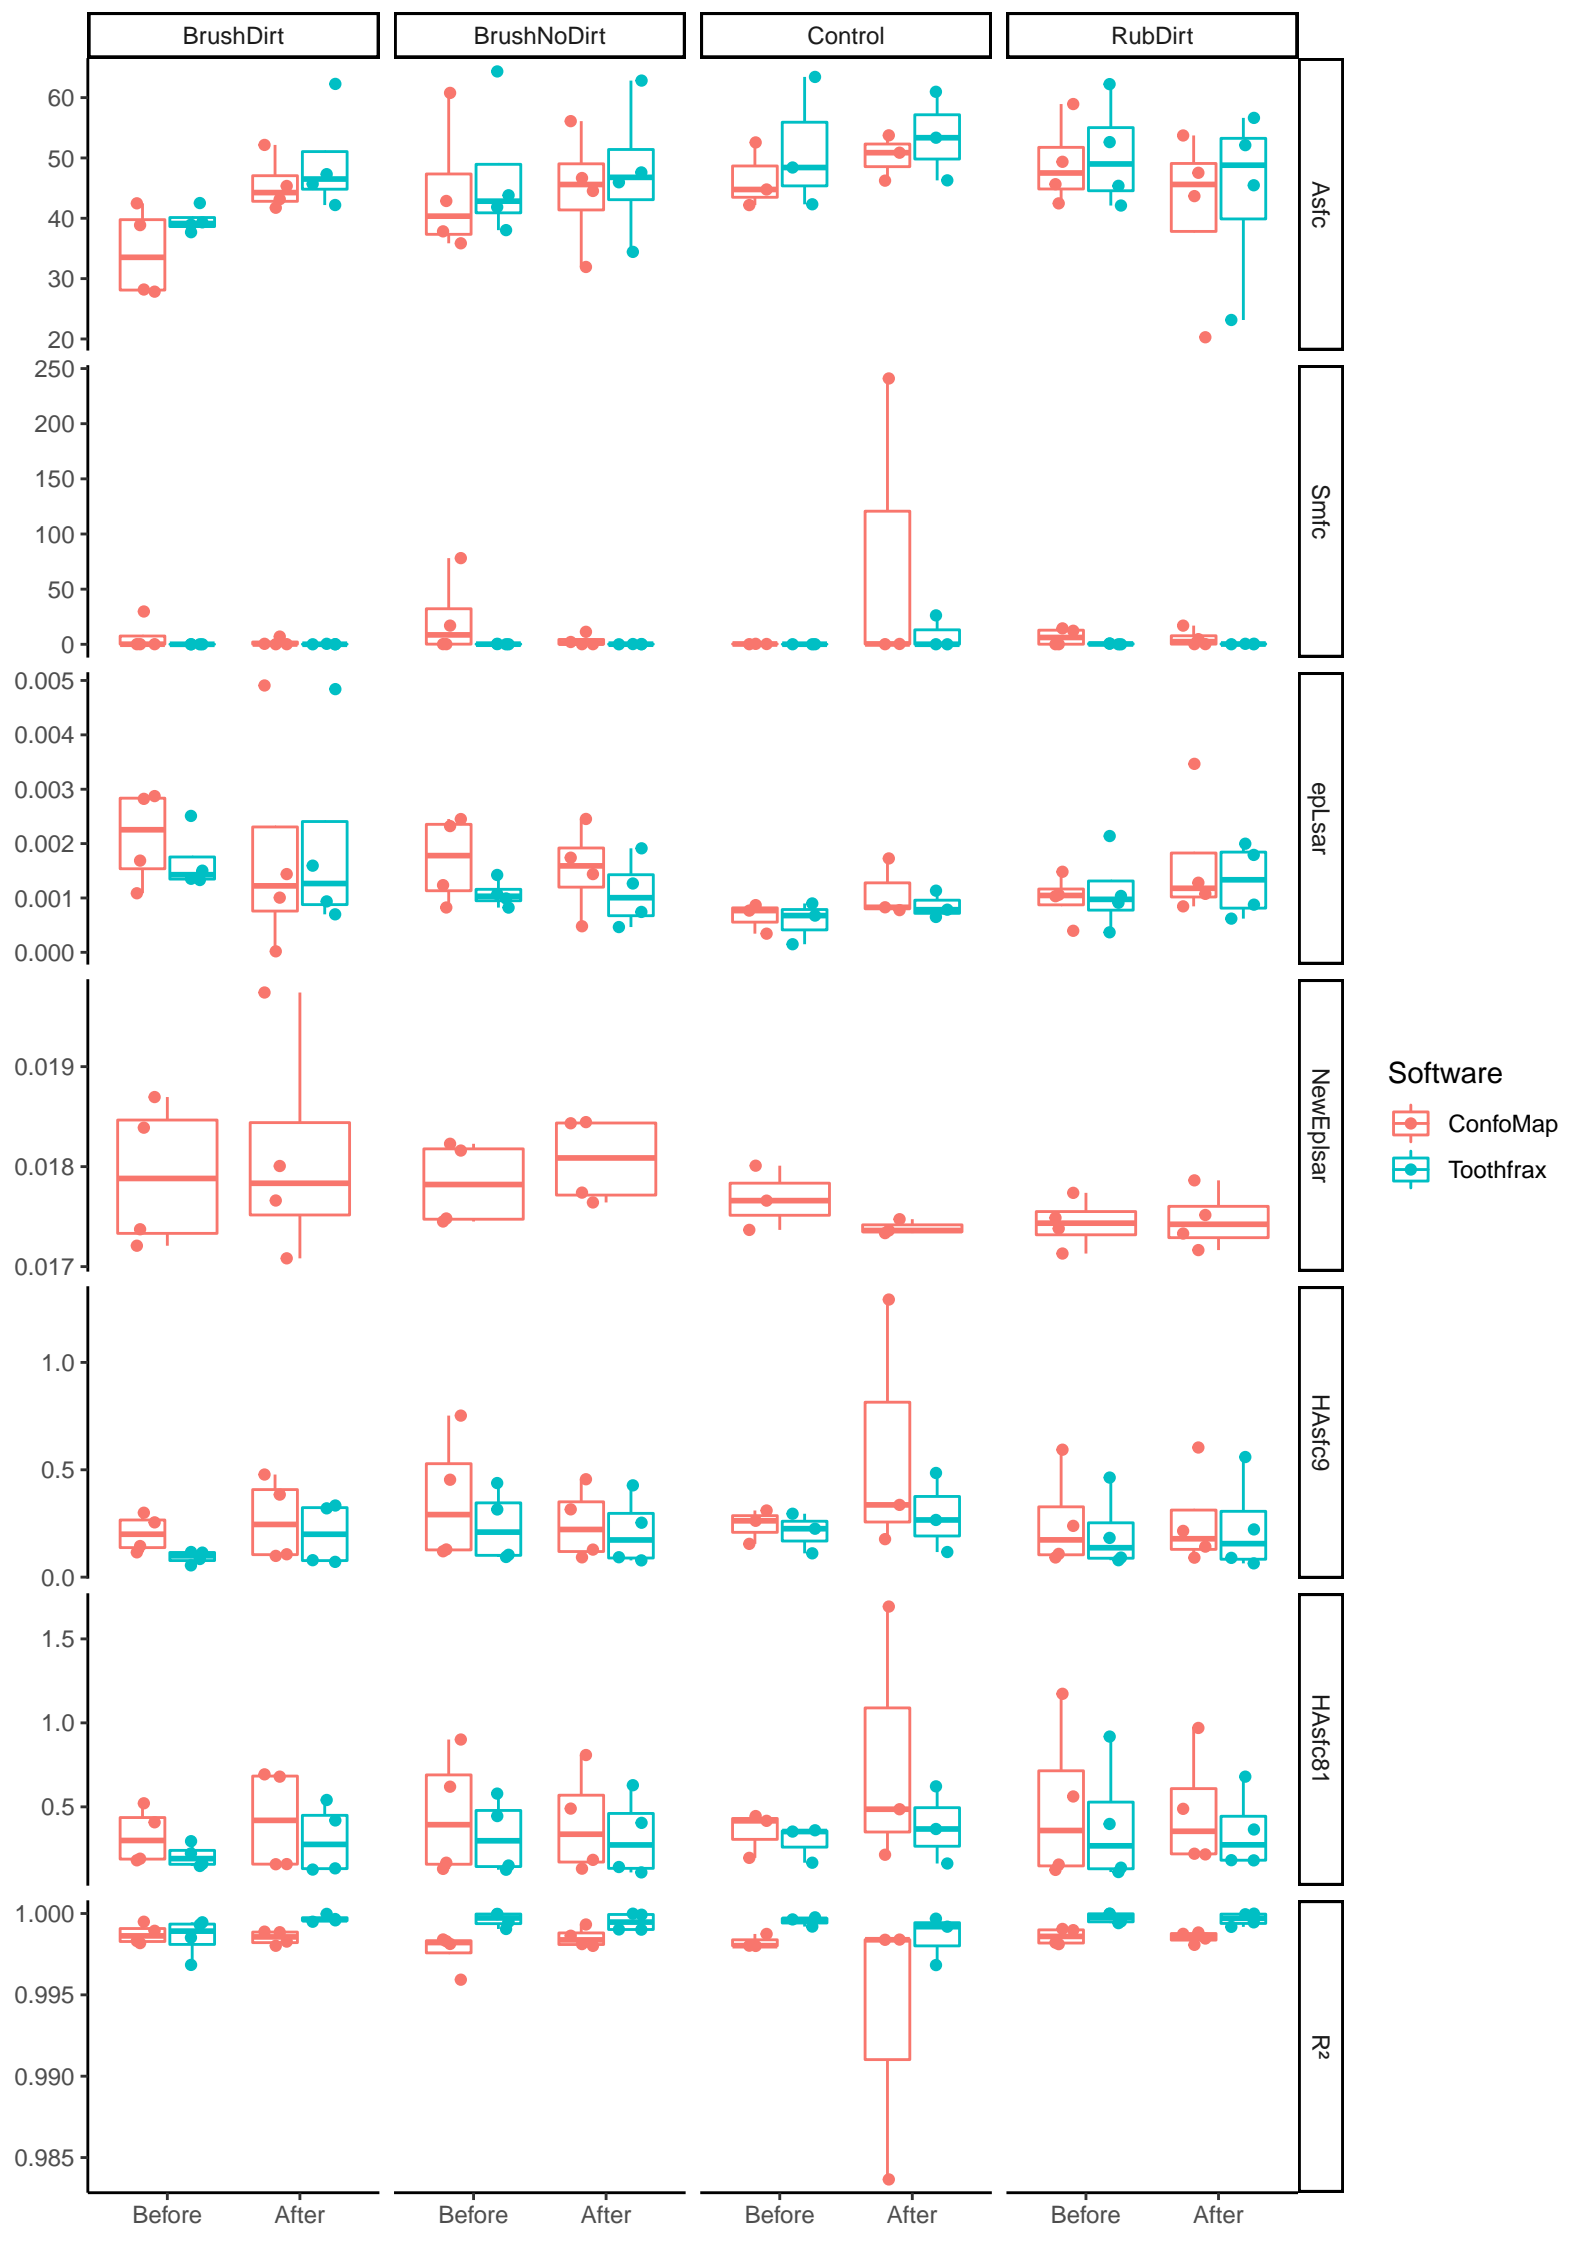 BrushDirt BrushNoDirt Control RubDirt
60
50
40
30
20
Asfc
250
200
150
100
50
0
Smfc
0.005
0.004
0.003
0.002
0.001
0.000
epLsar
0.019
0.018
0.017
NewEplsar
1.0
0.5
0.0
HAsfc9
1.5
1.0
0.5
HAsfc81
1.000
0.995
0.990
0.985
R²
Before After Before After Before After Before After
Software
ConfoMap
Toothfrax